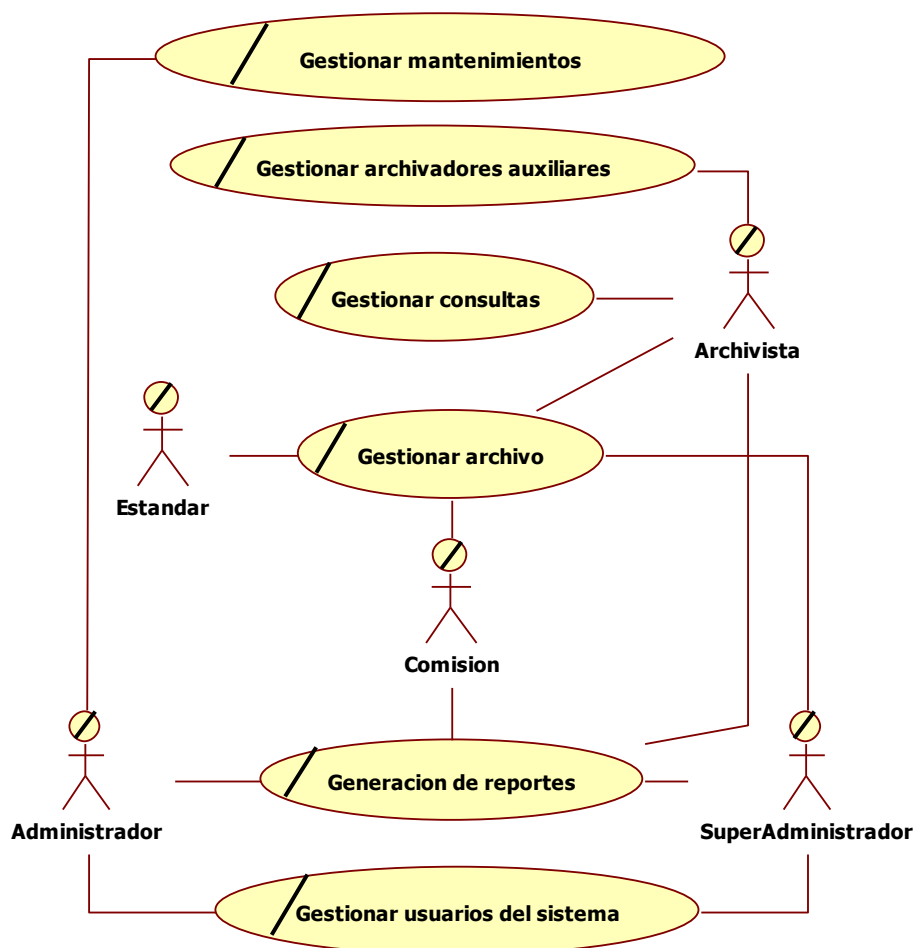 Gestionar mantenimientos
Gestionar archivadores auxiliares
Gestionar consultas
Archivista
Gestionar archivo
Estandar
Comision
Generacion de reportes
Administrador
SuperAdministrador
Gestionar usuarios del sistema